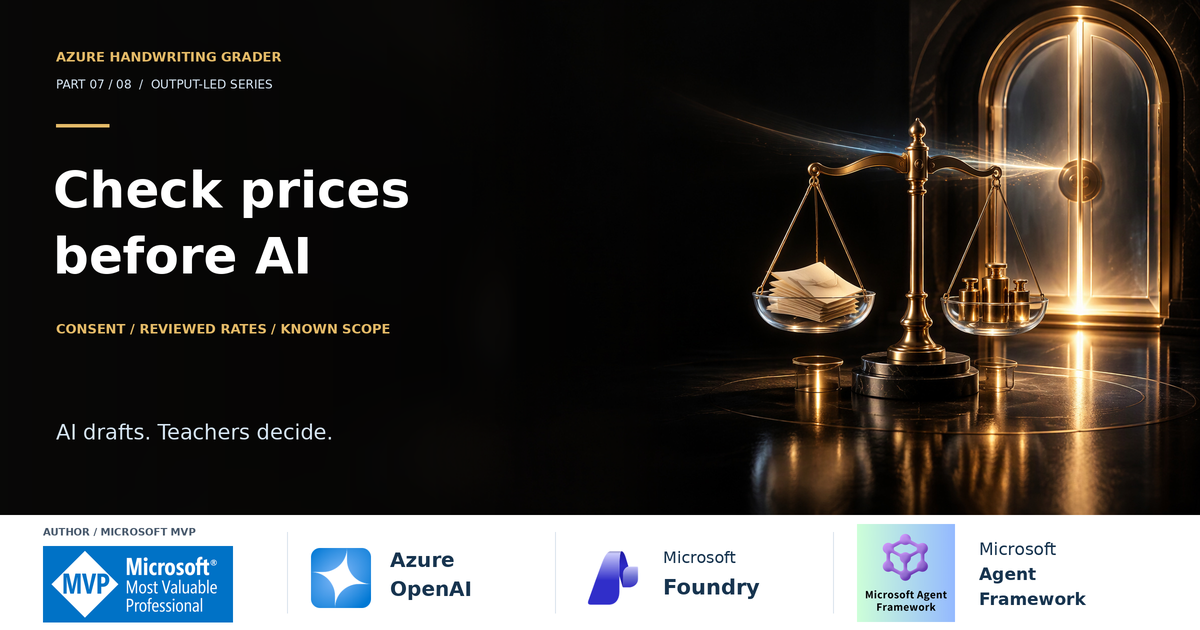 AZURE HANDWRITING GRADER
PART 07 / 08 / OUTPUT-LED SERIES
Check prices
before AI
CONSENT / REVIEWED RATES / KNOWN SCOPE
AI drafts. Teachers decide.
AUTHOR / MICROSOFT MVP
MVP
Microsoft®
Most Valuable
Professional
Azure
OpenAI
Microsoft
Foundry
Microsoft Agent
Framework
Microsoft
Agent
Framework